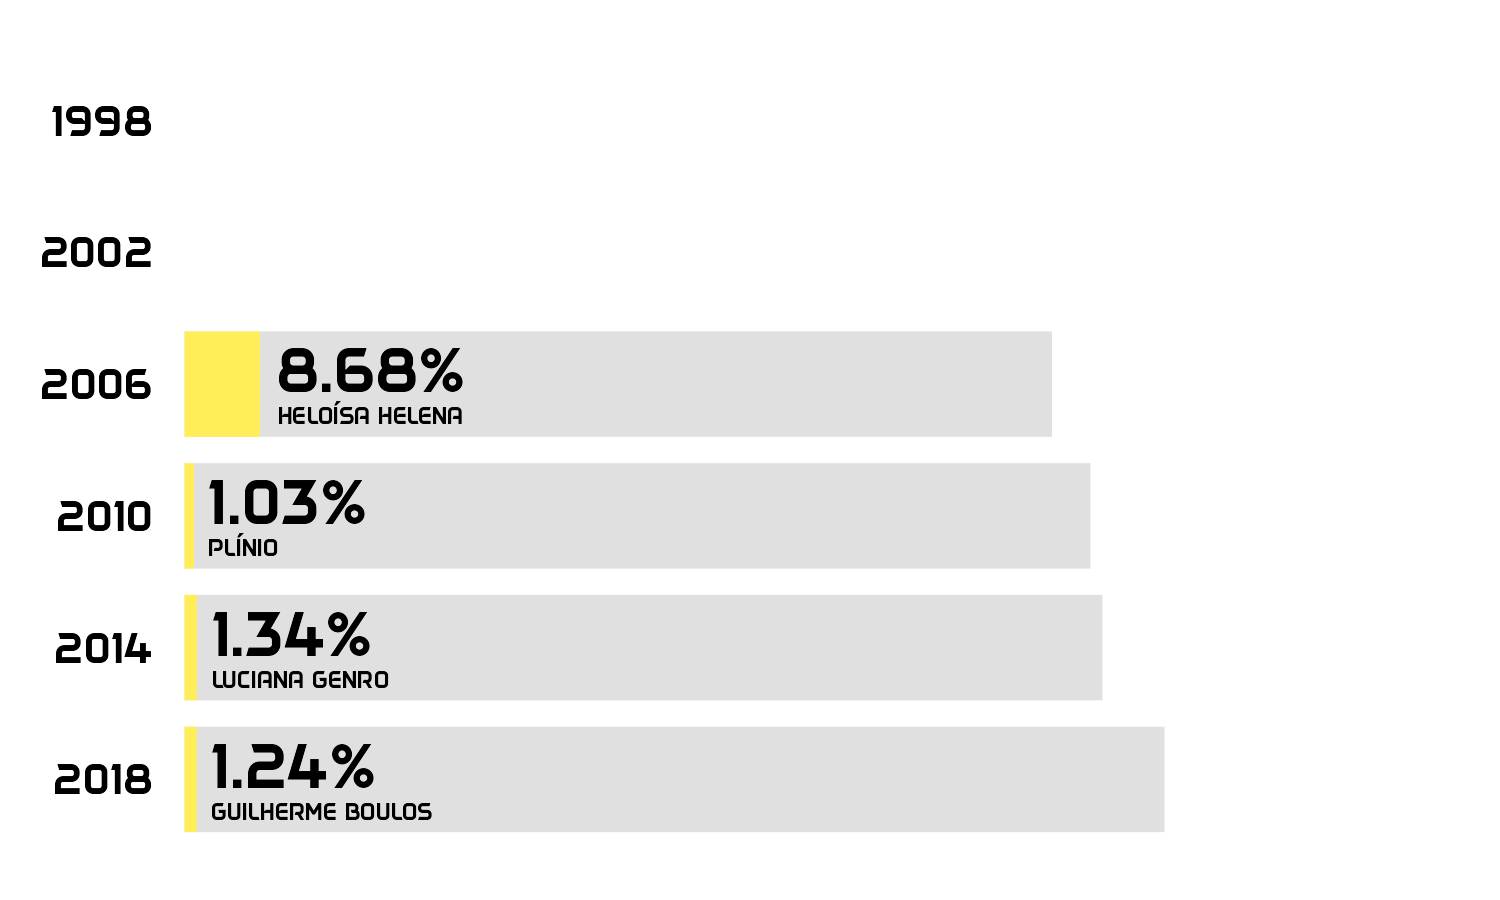 1998
2002
2006
8.68%
HELOÍSA HELENA
2010
1.03%
PLÍNIO
2014
1.34%
LUCIANA GENRO
2018
1.24%
GUILHERME BOULOS